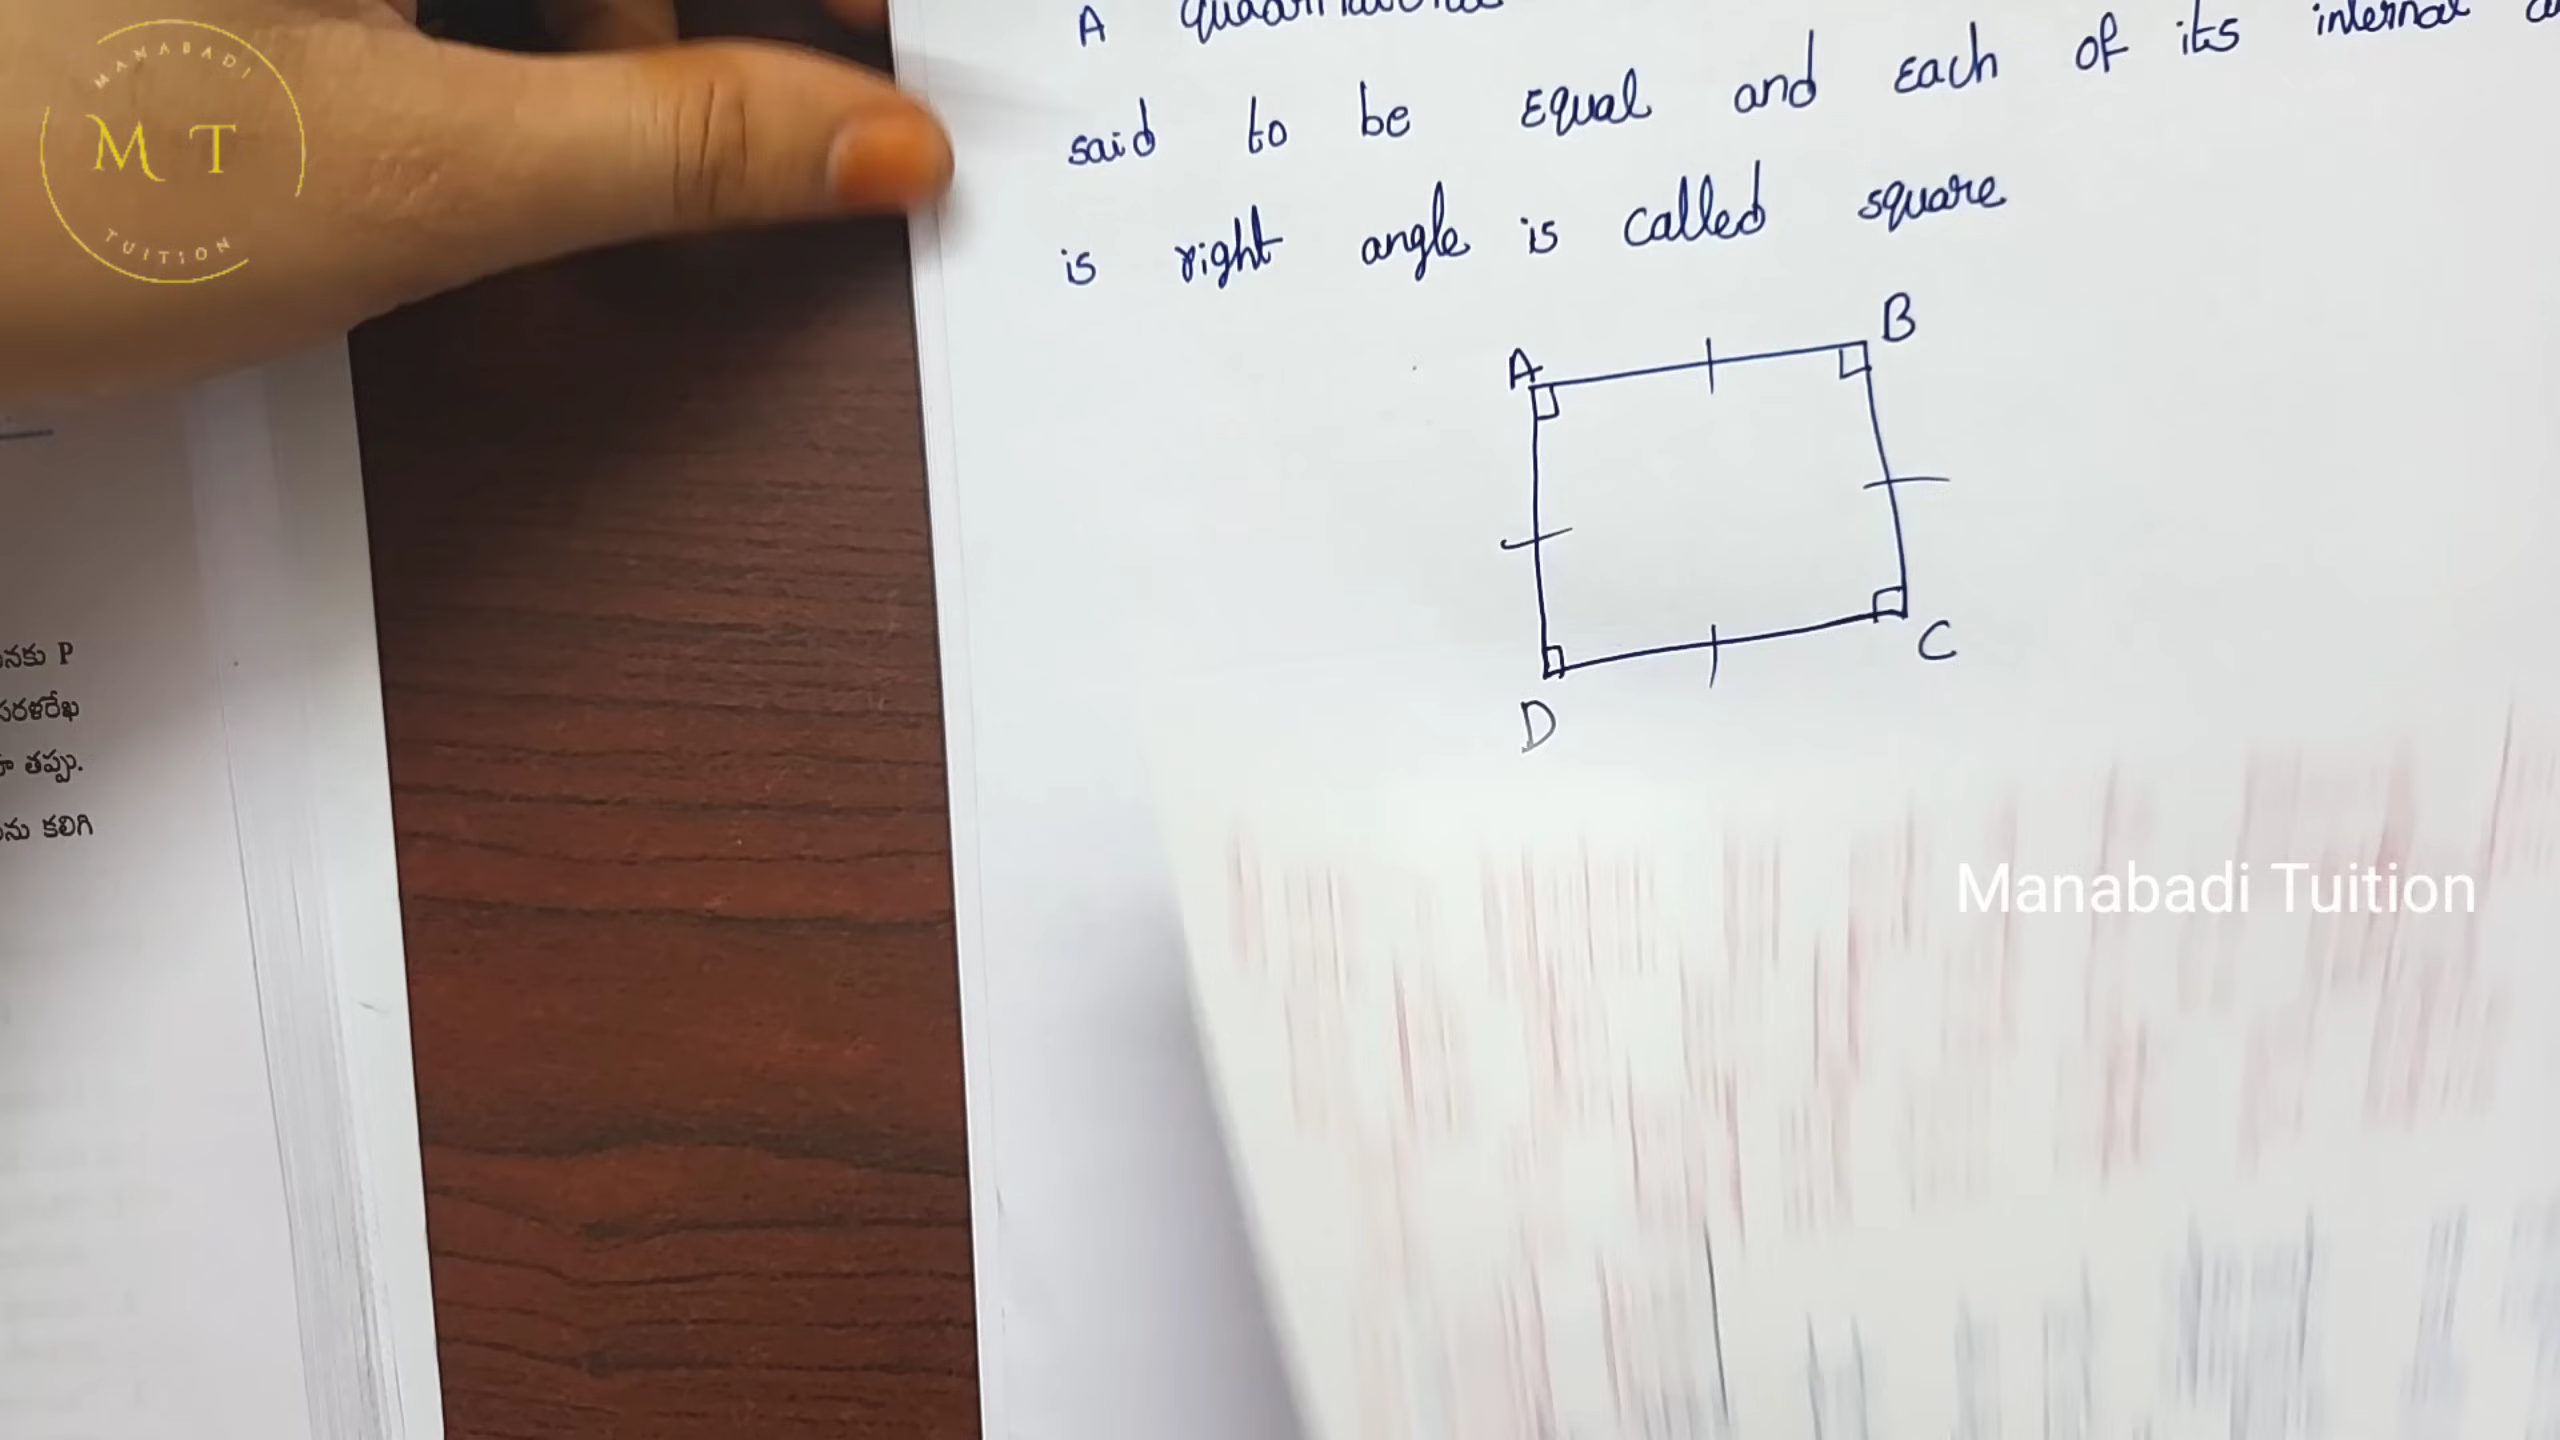 MANABADI
M T
TUITION
A
said to be Equal and Each of its internal
is right angle is called square
A
B
C
D
P
తప్పు.
కలిగి
Manabadi Tuition